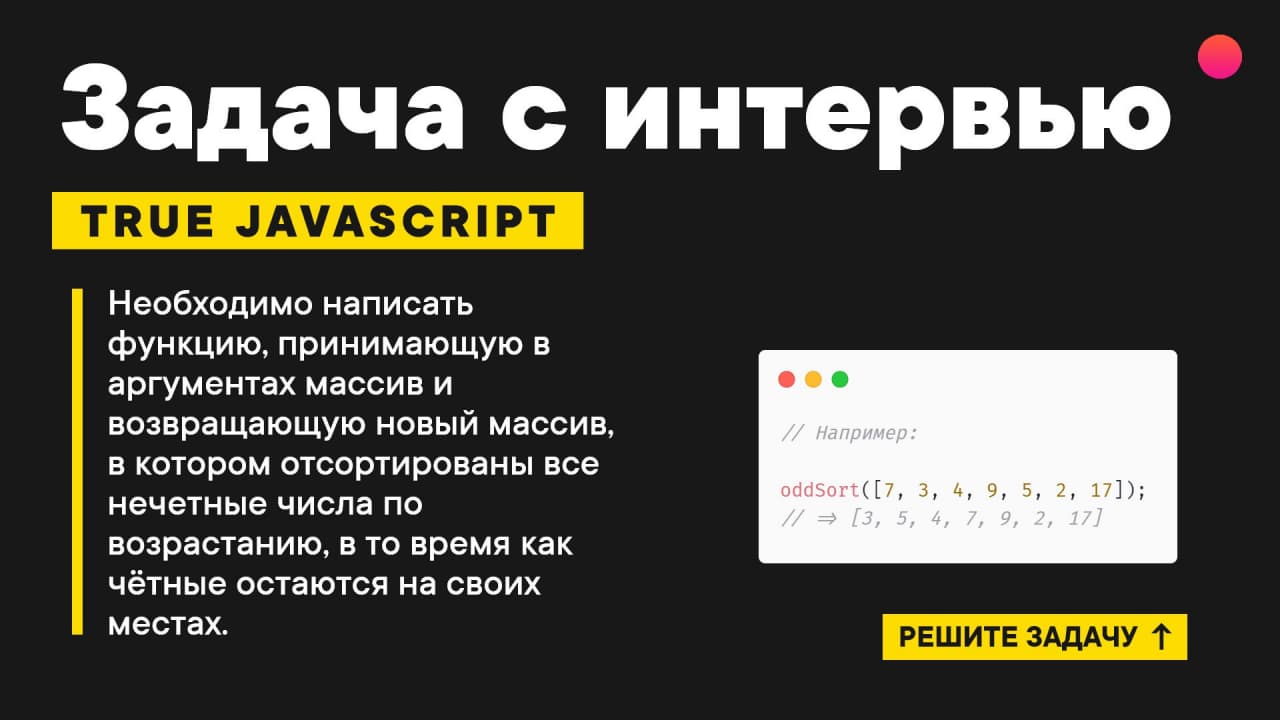 Задача с интервью
TRUE JAVASCRIPT
Необходимо написать
функцию, принимающую в
аргументах массив и
возвращающую новый массив,
в котором отсортированы все
нечетные числа по
возрастанию, в то время как
чётные остаются на своих
местах.
// Например:
oddSort([7, 3, 4, 9, 5, 2, 17]);
// => [3, 5, 4, 7, 9, 2, 17]
РЕШИТЕ ЗАДАЧУ ↑